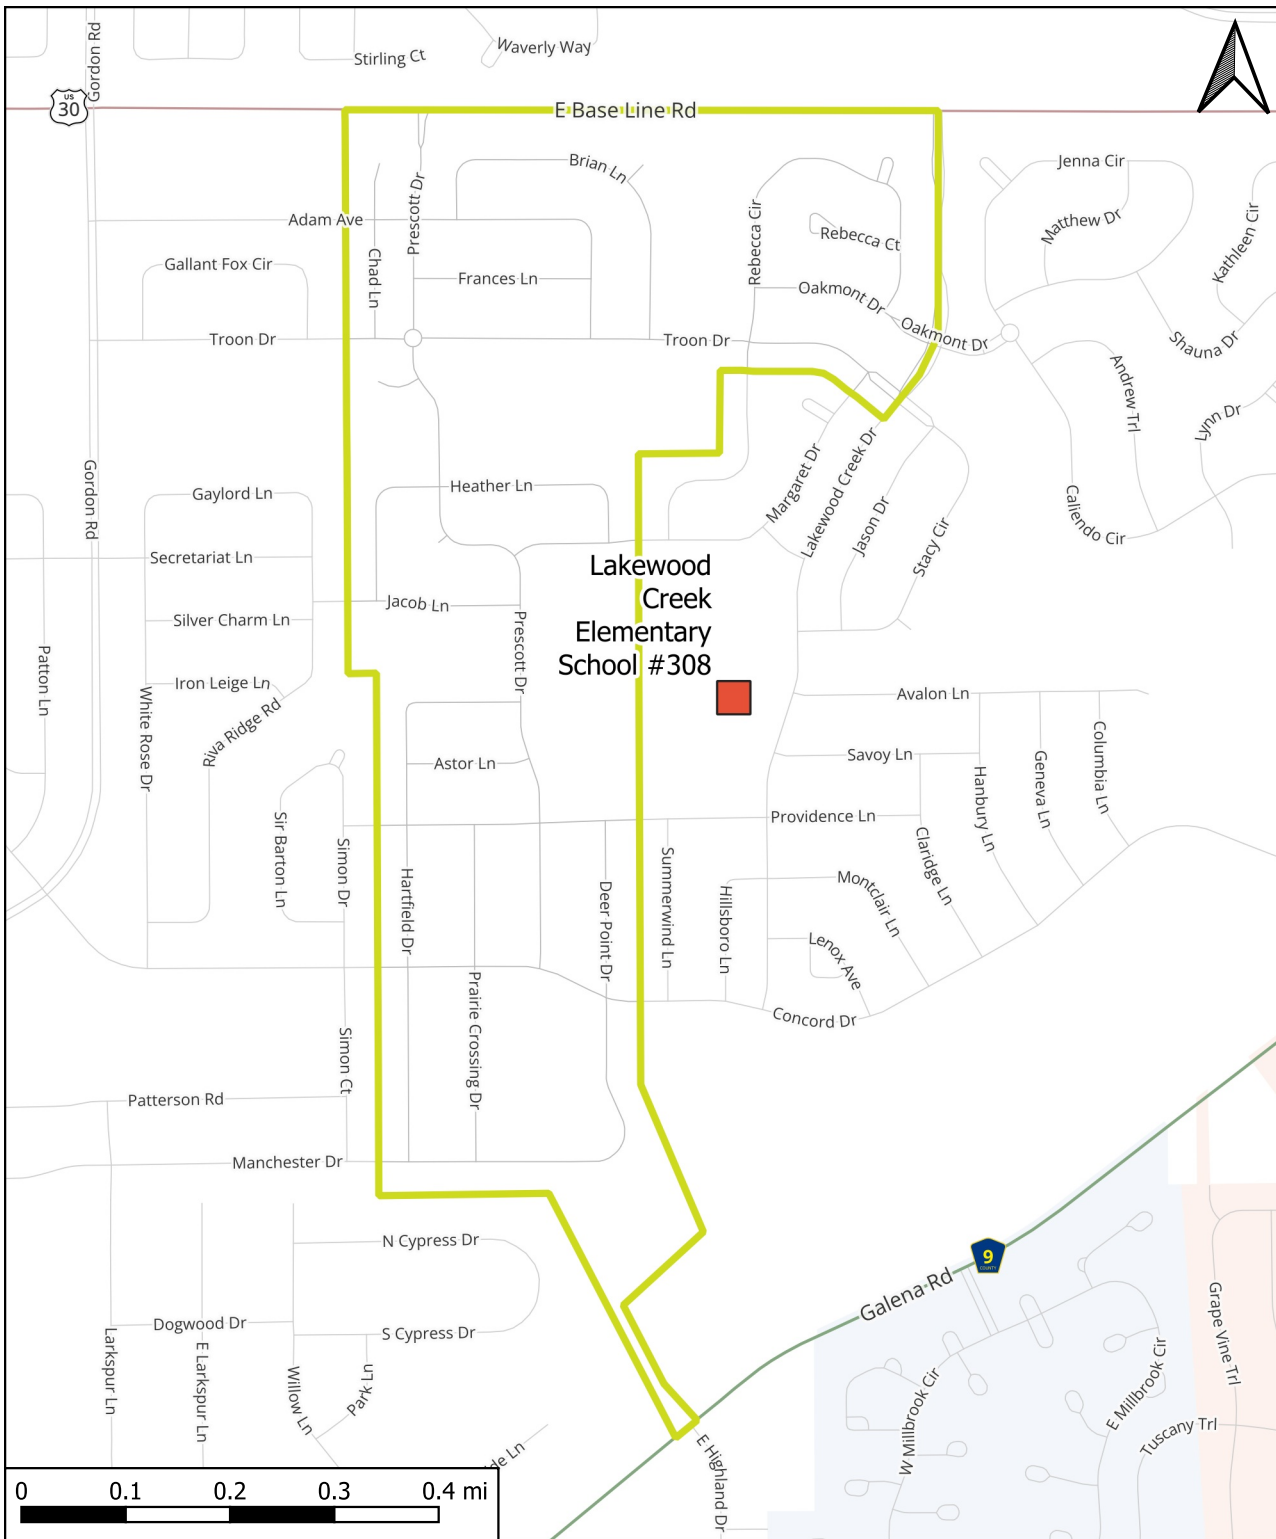 Gordon Rd
Stirling Ct
Waverly Way
US
30
E Base Line Rd
Brian Ln
Jenna Cir
Prescott Dr
Adam Ave
Rebecca Cir
Rebecca Ct
Matthew Dr
Kathleen Cir
Gallant Fox Cir
Chad Ln
Frances Ln
Oakmont Dr
Troon Dr
Troon Dr
Oakmont Dr
Shauna Dr
Andrew Trl
Lynn Dr
Gordon Rd
Gaylord Ln
Heather Ln
Margaret Dr
Lakewood Creek Dr
Jason Dr
Stacy Cir
Caliendo Cir
Secretariat Ln
Lakewood
Creek
Elementary
School #308
Jacob Ln
Silver Charm Ln
Prescott Dr
Patton Ln
White Rose Dr
Iron Leige Ln
Riva Ridge Rd
Avalon Ln
Astor Ln
Savoy Ln
Hanbury Ln
Geneva Ln
Columbia Ln
Sir Barton Ln
Simon Dr
Providence Ln
Hartfield Dr
Deer Point Dr
Summerwind Ln
Hillsboro Ln
Montclair Ln
Claridge Ln
Lenox Ave
Prairie Crossing Dr
Concord Dr
Simon Ct
Patterson Rd
Manchester Dr
N Cypress Dr
9
COUNTY
Galena Rd
Grape Vine Trl
Larkspur Ln
Dogwood Dr
E Larkspur Ln
S Cypress Dr
Willow Ln
Park Ln
W Millbrook Cir
E Millbrook Cir
Tuscany Trl
E Highland Dr
de Ln
0 0.1 0.2 0.3 0.4 mi